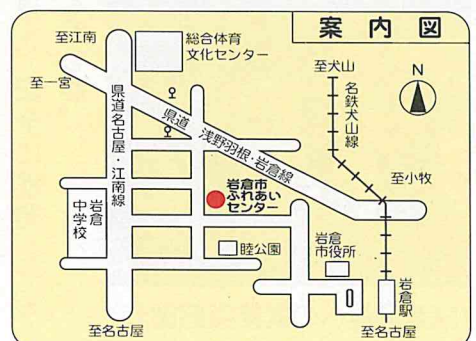 案内図
至江南
総合体育
文化センター
至犬山
N
至一宮
名鉄犬山線
県道名古屋・江南線
県道 浅野羽根・岩倉線
至小牧
岩倉市
ふれあい
センター
岩倉
中学校
睦公園
岩倉
市役所
岩倉駅
至名古屋
至名古屋